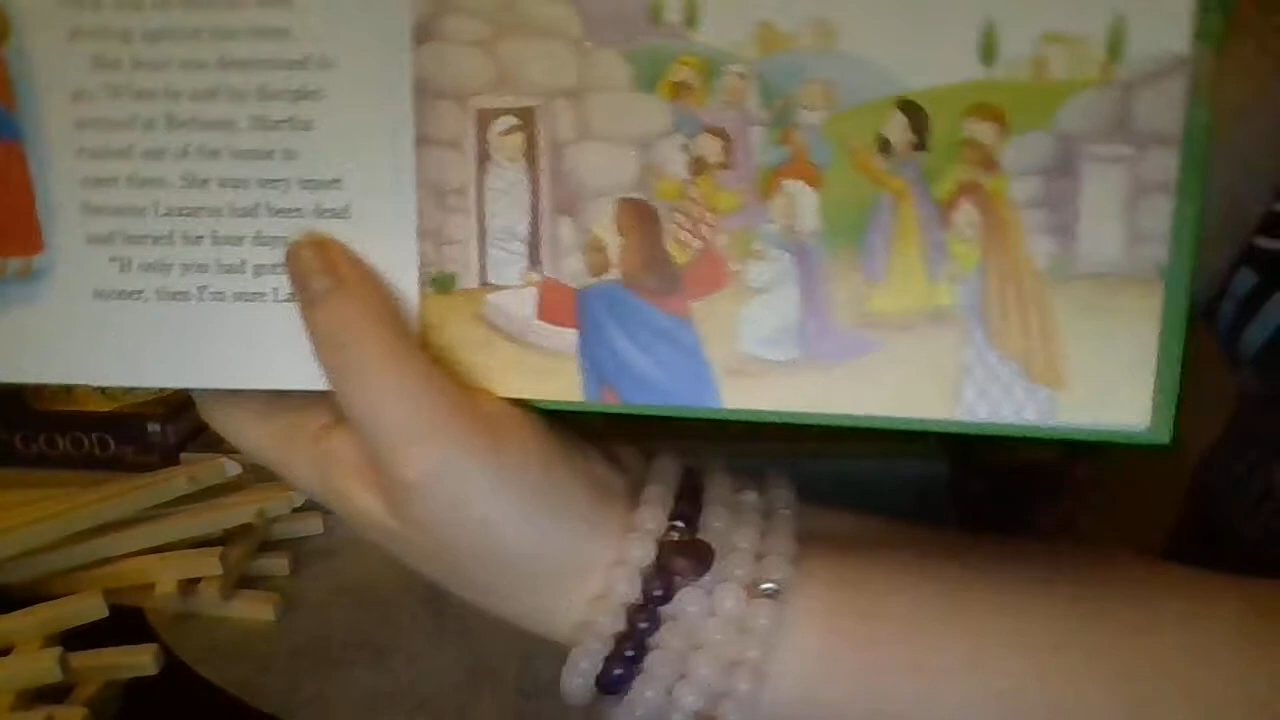 But Jesus was determined to
go. When he and his disciples
arrived at Bethany, Martha
rushed out of the house to
meet them. She was very upset
because Lazarus had been dead
and buried for four days.
"If only you had
sooner, then I'm sure La
GOOD